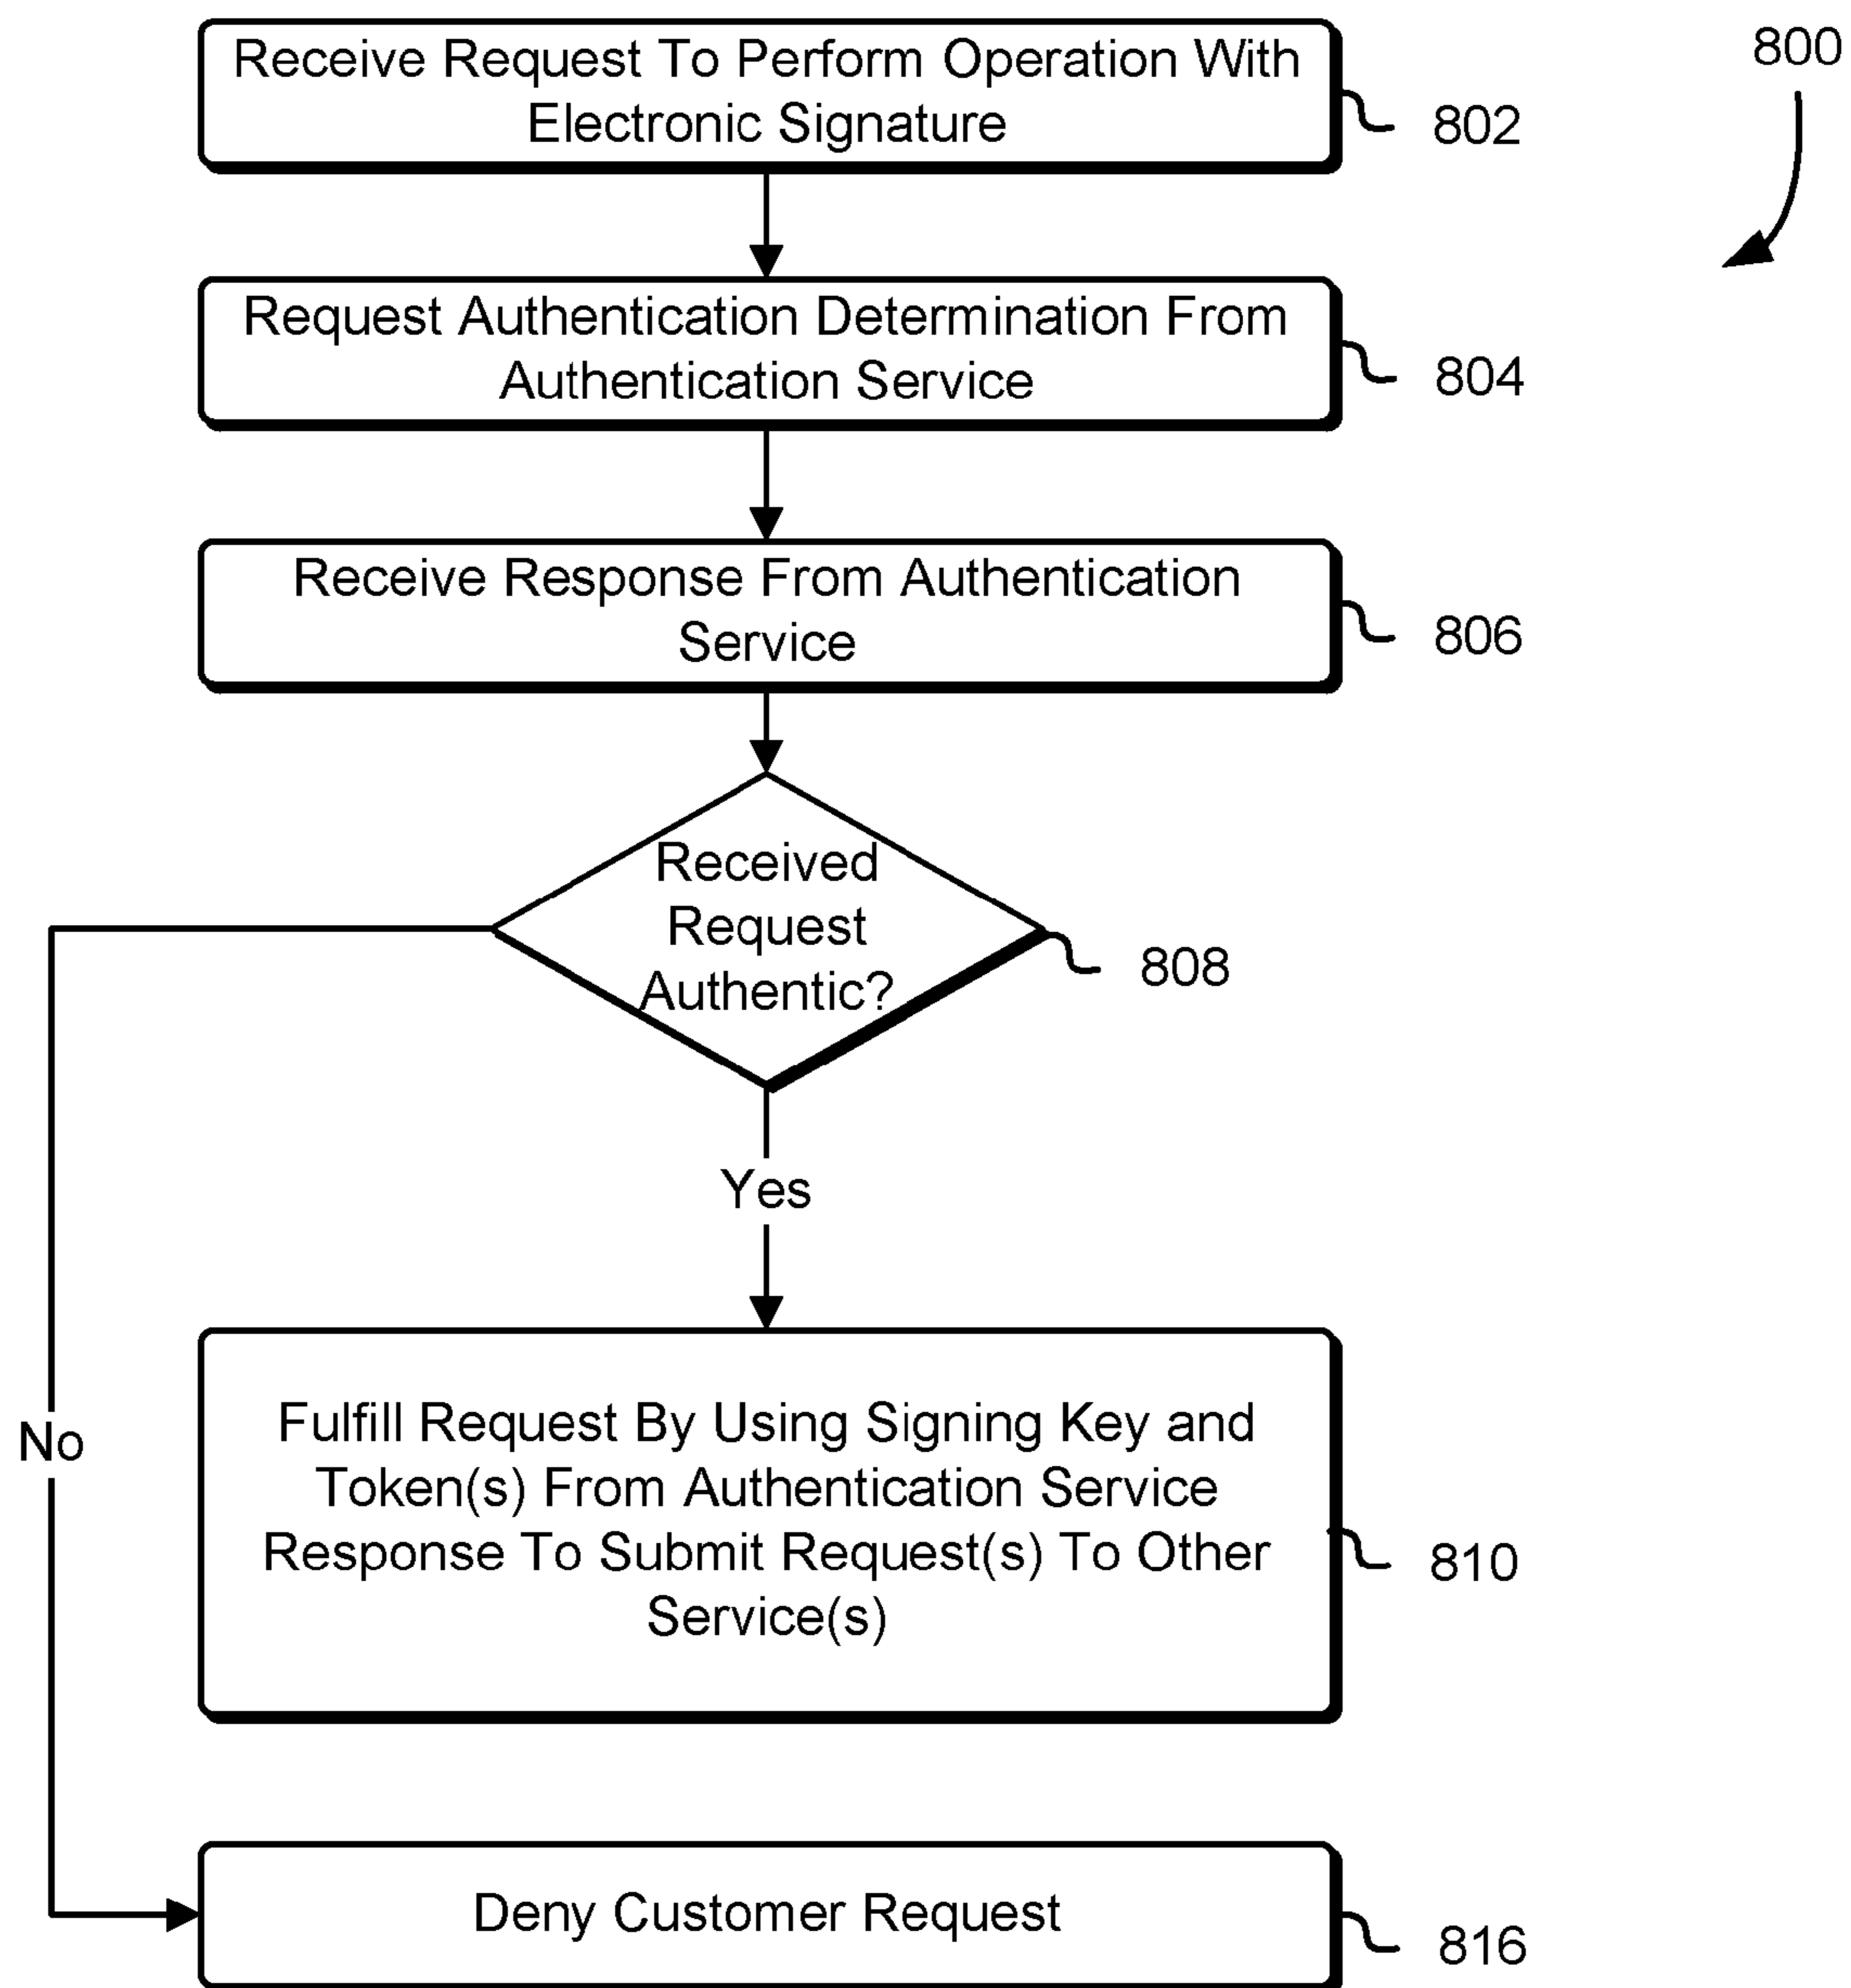 800
Receive Request To Perform Operation With
Electronic Signature
802
Request Authentication Determination From
Authentication Service
804
Receive Response From Authentication
Service
806
Received
Request
Authentic?
808
Yes
No
Fulfill Request By Using Signing Key and
Token(s) From Authentication Service
Response To Submit Request(s) To Other
Service(s)
810
Deny Customer Request
816